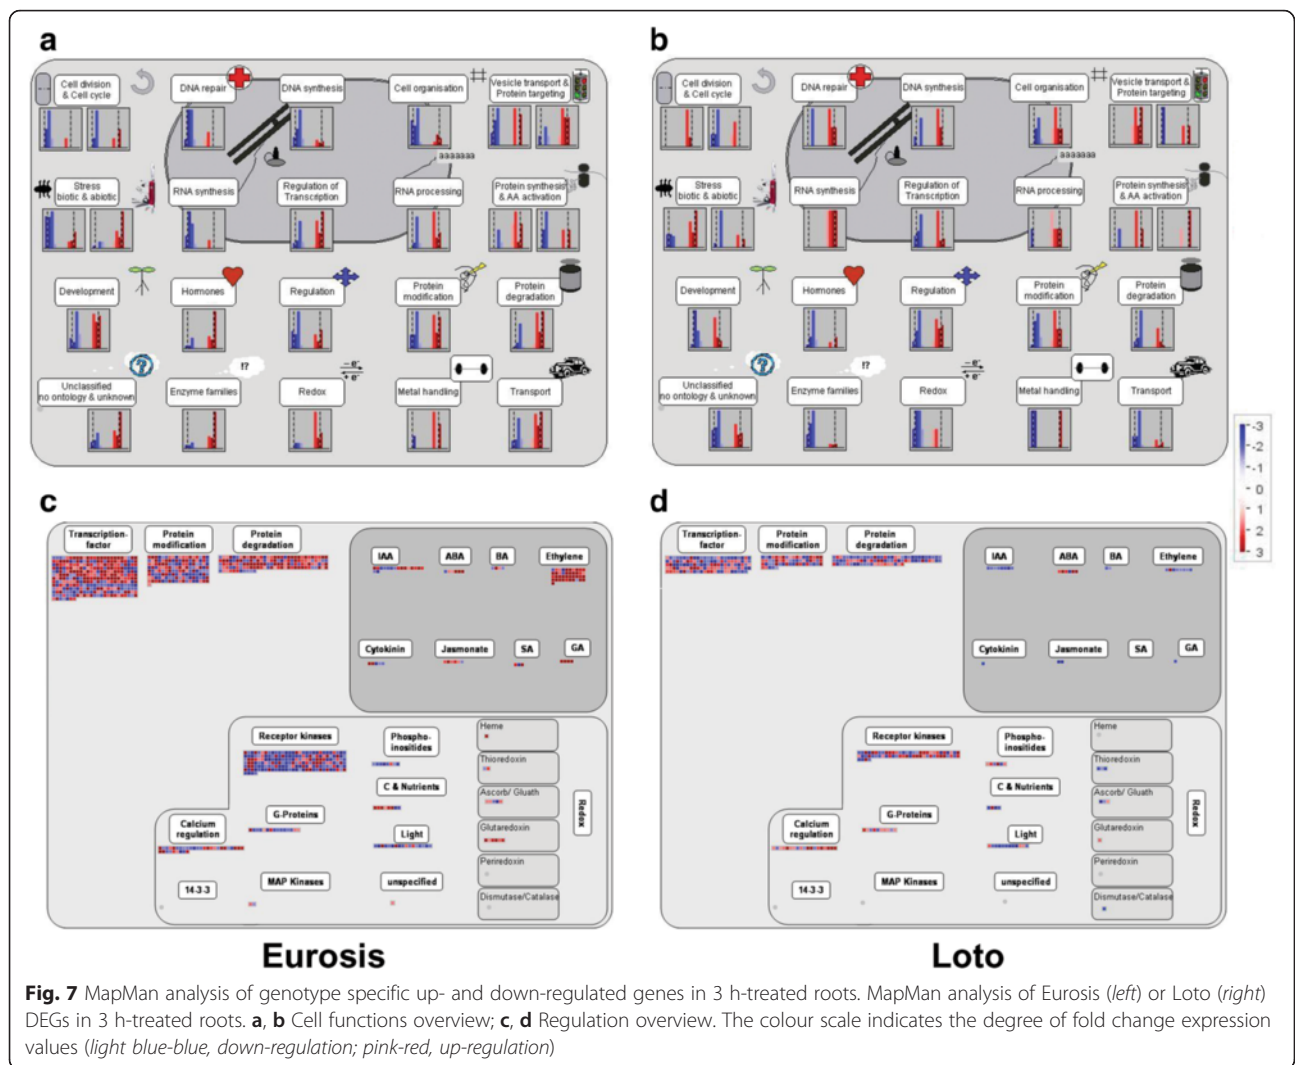 a
Cell division
& Cell cycle
DNA repair
DNA synthesis
Cell organisation
Vesicle transport &
Protein targeting
aaaaaaa
Stress
biotic & abiotic
RNA synthesis
Regulation of
Transcription
RNA processing
Protein synthesis
& AA activation
Development
Hormones
Regulation
Protein
modification
Protein
degradation
?
!?
– e⁻
+ e⁻
Unclassified
no ontology & unknown
Enzyme families
Redox
Metal handling
Transport
b
Cell division
& Cell cycle
DNA repair
DNA synthesis
Cell organisation
Vesicle transport &
Protein targeting
aaaaaaa
Stress
biotic & abiotic
RNA synthesis
Regulation of
Transcription
RNA processing
Protein synthesis
& AA activation
Development
Hormones
Regulation
Protein
modification
Protein
degradation
?
!?
– e⁻
+ e⁻
Unclassified
no ontology & unknown
Enzyme families
Redox
Metal handling
Transport
-3
-2
-1
0
1
2
3
c
Transcription-
factor
Protein
modification
Protein
degradation
IAA
ABA
BA
Ethylene
Cytokinin
Jasmonate
SA
GA
Receptor kinases
Phospho-
inositides
C & Nutrients
G-Proteins
Light
Calcium
regulation
14-3-3
MAP Kinases
unspecified
Heme
Thioredoxin
Ascorb/ Gluath
Glutaredoxin
Periredoxin
Dismutase/Catalase
Redox
d
Transcription-
factor
Protein
modification
Protein
degradation
IAA
ABA
BA
Ethylene
Cytokinin
Jasmonate
SA
GA
Receptor kinases
Phospho-
inositides
C & Nutrients
G-Proteins
Light
Calcium
regulation
14-3-3
MAP Kinases
unspecified
Heme
Thioredoxin
Ascorb/ Gluath
Glutaredoxin
Periredoxin
Dismutase/Catalase
Redox
Eurosis
Loto
Fig. 7 MapMan analysis of genotype specific up- and down-regulated genes in 3 h-treated roots. MapMan analysis of Eurosis (left) or Loto (right)
DEGs in 3 h-treated roots. a, b Cell functions overview; c, d Regulation overview. The colour scale indicates the degree of fold change expression
values (light blue-blue, down-regulation; pink-red, up-regulation)